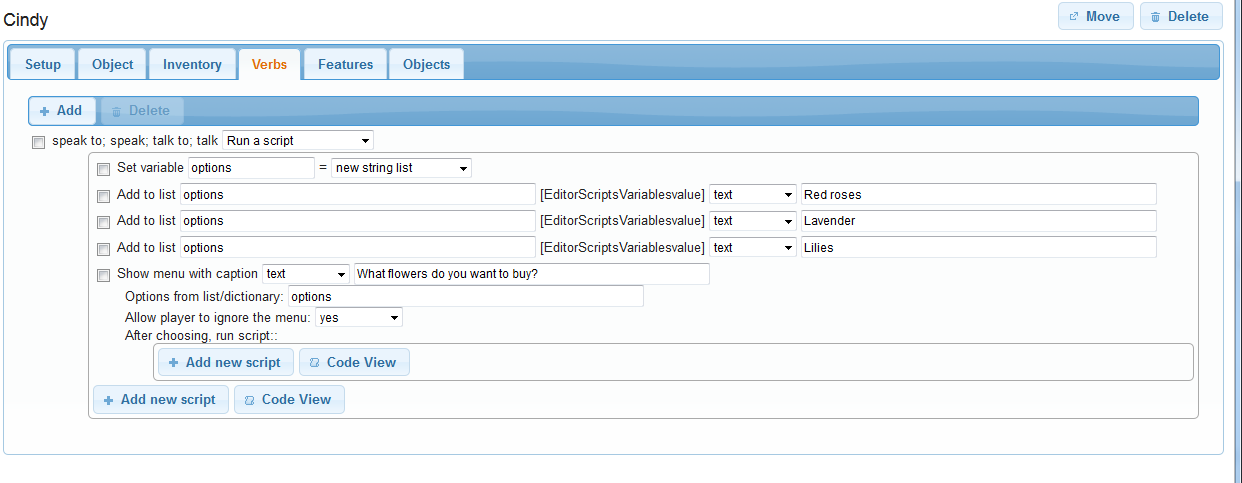 Cindy
Move Delete
Setup Object Inventory Verbs Features Objects
Add Delete
speak to; speak; talk to; talk Run a script
Set variable options = new string list
Add to list options [EditorScriptsVariablesvalue] text Red roses
Add to list options [EditorScriptsVariablesvalue] text Lavender
Add to list options [EditorScriptsVariablesvalue] text Lilies
Show menu with caption text What flowers do you want to buy?
Options from list/dictionary: options
Allow player to ignore the menu: yes
After choosing, run script::
Add new script Code View
Add new script Code View